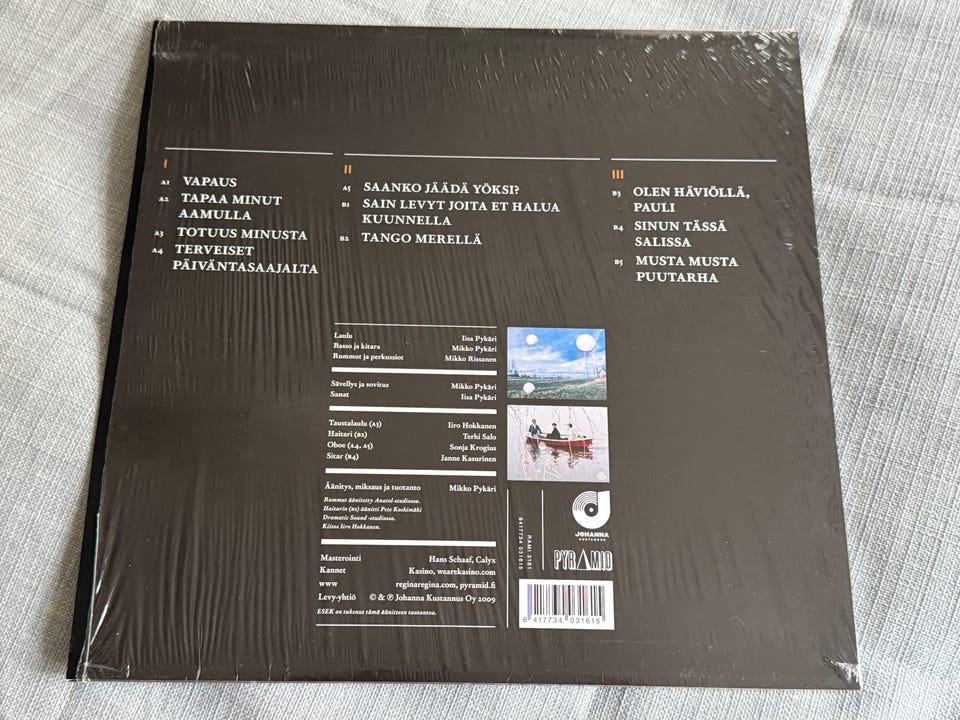 I
A1 VAPAUS
A2 TAPAA MINUT
AAMULLA
A3 TOTUUS MINUSTA
A4 TERVEISET
PÄIVÄNTASAAJALTA
II
A5 SAANKO JÄÄDÄ YÖKSI?
B1 SAIN LEVYT JOITA ET HALUA
KUUNNELLA
B2 TANGO MERELLÄ
III
B3 OLEN HÄVIÖLLÄ,
PAULI
B4 SINUN TÄSSÄ
SALISSA
B5 MUSTA MUSTA
PUUTARHA
Laulu Iisa Pykäri
Basso ja kitara Mikko Pykäri
Rummut ja perkussiot Mikko Rissanen
Sävellys ja sovitus Mikko Pykäri
Sanat Iisa Pykäri
Taustalaulu (A3) Iiro Hokkanen
Haitari (B2) Terhi Salo
Oboe (A4, A5) Sonja Krogius
Sitar (B4) Janne Kasurinen
Äänitys, miksaus ja tuotanto Mikko Pykäri
Rummut äänitetty Anatol-studiossa.
Haitarin (B2) äänitti Pete Koskimäki
Dramatic Sound -studiossa.
Kiitos Iiro Hokkanen.
Masterointi Hans Schaaf, Calyx
Kannet Kasino, wearekasino.com
www reginaregina.com, pyramid.fi
Levy-yhtiö © & ℗ Johanna Kustannus Oy 2009
ESEK on tukenut tämä äänitteen tuotantoa.
JOHANNA
KUSTANNUS
PYRAMID
RAMI 3161
6417734 031615
6 417734 031615